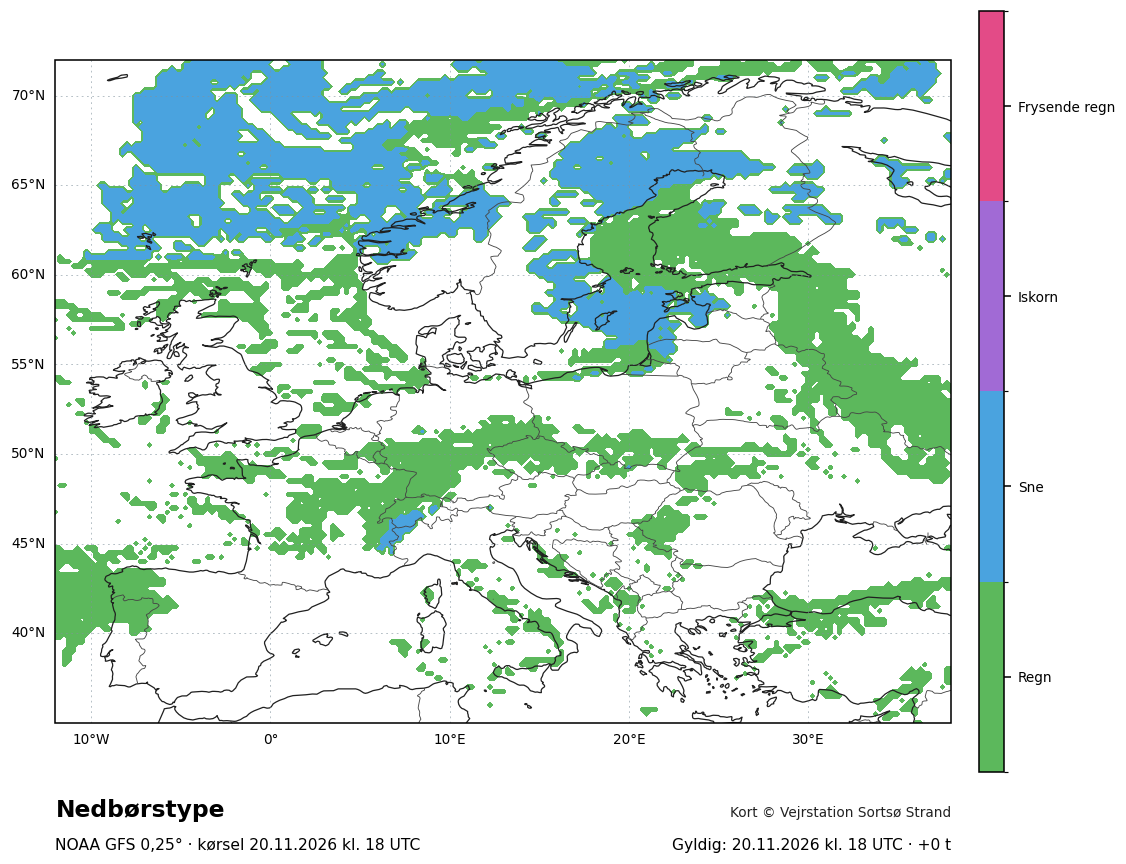 70°N
65°N
60°N
55°N
50°N
45°N
40°N
10°W
0°
10°E
20°E
30°E
Frysende regn
Iskorn
Sne
Regn
Nedbørstype
Kort © Vejrstation Sortsø Strand
NOAA GFS 0,25° · kørsel 20.11.2026 kl. 18 UTC
Gyldig: 20.11.2026 kl. 18 UTC · +0 t